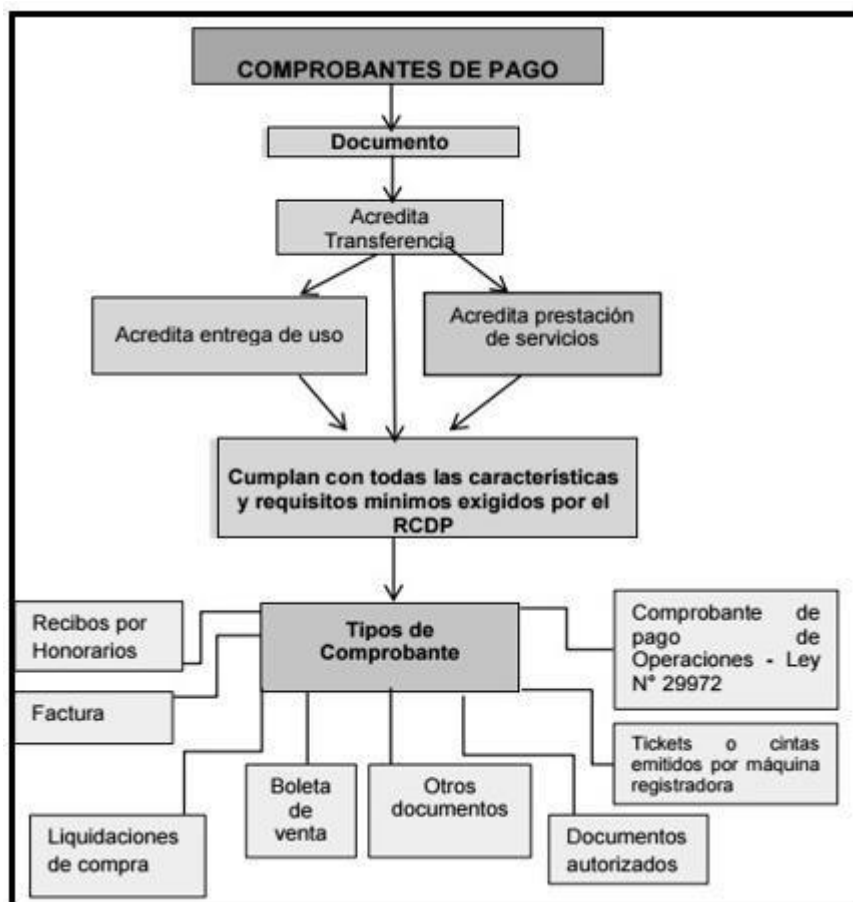 COMPROBANTES DE PAGO
Documento
Acredita
Transferencia
Acredita entrega de uso
Acredita prestación
de servicios
Cumplan con todas las características
y requisitos mínimos exigidos por el
RCDP
Tipos de
Comprobante
Recibos por
Honorarios
Factura
Liquidaciones
de compra
Boleta
de
venta
Otros
documentos
Documentos
autorizados
Comprobante de
pago de
Operaciones - Ley
N° 29972
Tickets o cintas
emitidos por máquina
registradora